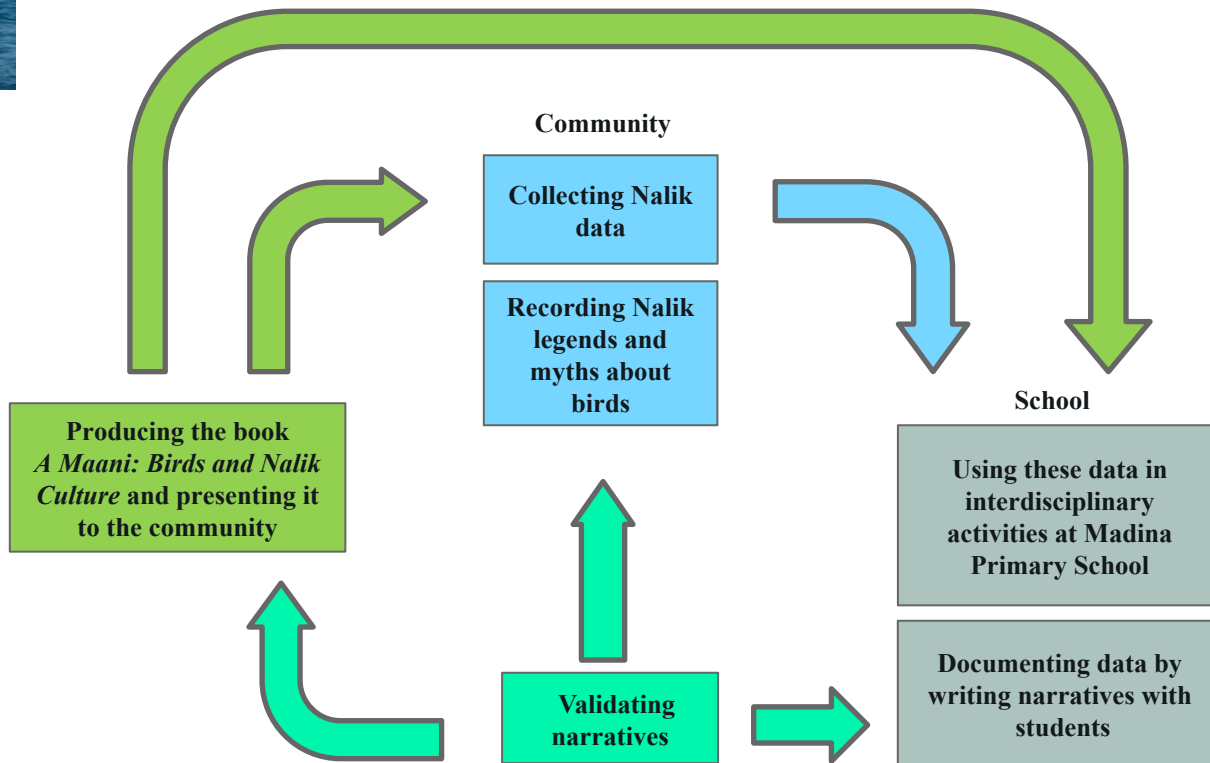 Community
Collecting Nalik
data
Recording Nalik
legends and
myths about
birds
School
Using these data in
interdisciplinary
activities at Madina
Primary School
Documenting data by
writing narratives with
students
Validating
narratives
Producing the book
A Maani: Birds and Nalik
Culture and presenting it
to the community